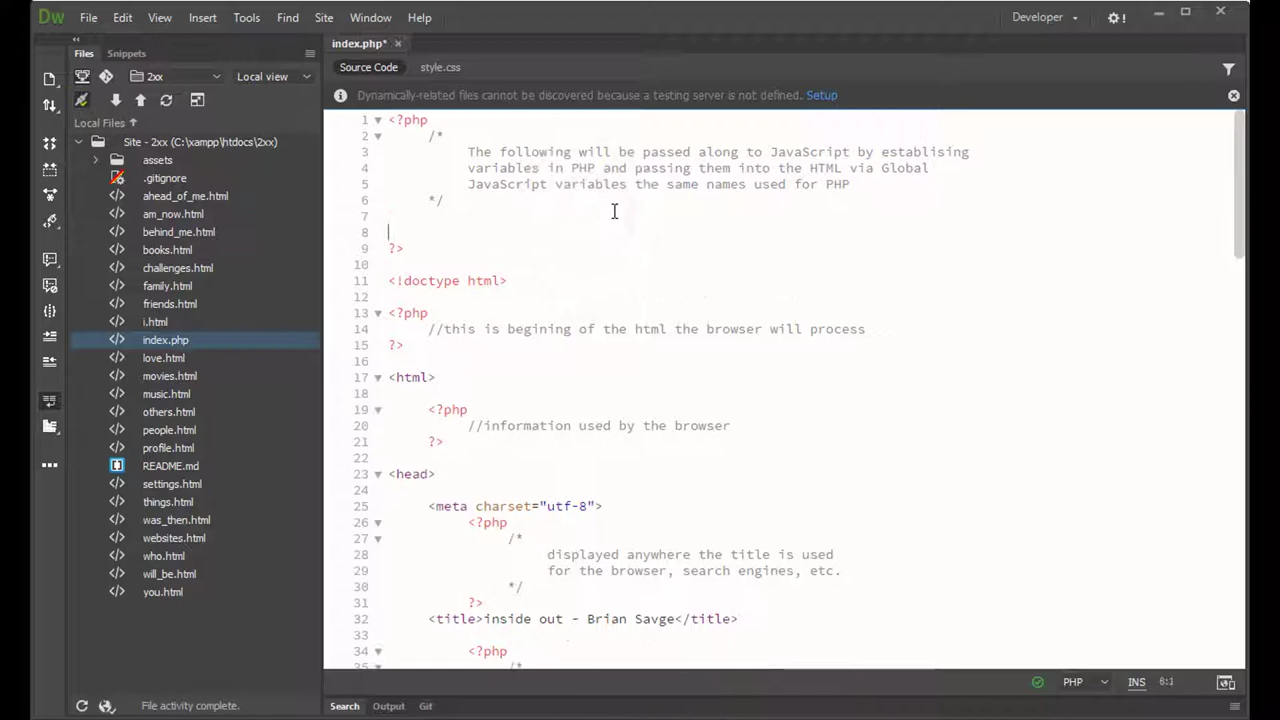 Dw File Edit View Insert Tools Find Site Window Help Developer
Files Snippets
index.php* ×
2xx Local view
Source Code style.css
Dynamically-related files cannot be discovered because a testing server is not defined. Setup
Local Files
Site - 2xx (C:\xampp\htdocs\2xx)
assets
.gitignore
ahead_of_me.html
am_now.html
behind_me.html
books.html
challenges.html
family.html
friends.html
i.html
index.php
love.html
movies.html
music.html
others.html
people.html
profile.html
README.md
settings.html
things.html
was_then.html
websites.html
who.html
will_be.html
you.html
1 <?php
2 /*
3 The following will be passed along to JavaScript by establising
4 variables in PHP and passing them into the HTML via Global
5 JavaScript variables the same names used for PHP
6 */
7
8
9 ?>
10
11 <!doctype html>
12
13 <?php
14 //this is begining of the html the browser will process
15 ?>
16
17 <html>
18
19 <?php
20 //information used by the browser
21 ?>
22
23 <head>
24
25 <meta charset="utf-8">
26 <?php
27 /*
28 displayed anywhere the title is used
29 for the browser, search engines, etc.
30 */
31 ?>
32 <title>inside out - Brian Savge</title>
33
34 <?php
35 /*
File activity complete.
PHP INS 8:1
Search Output Git